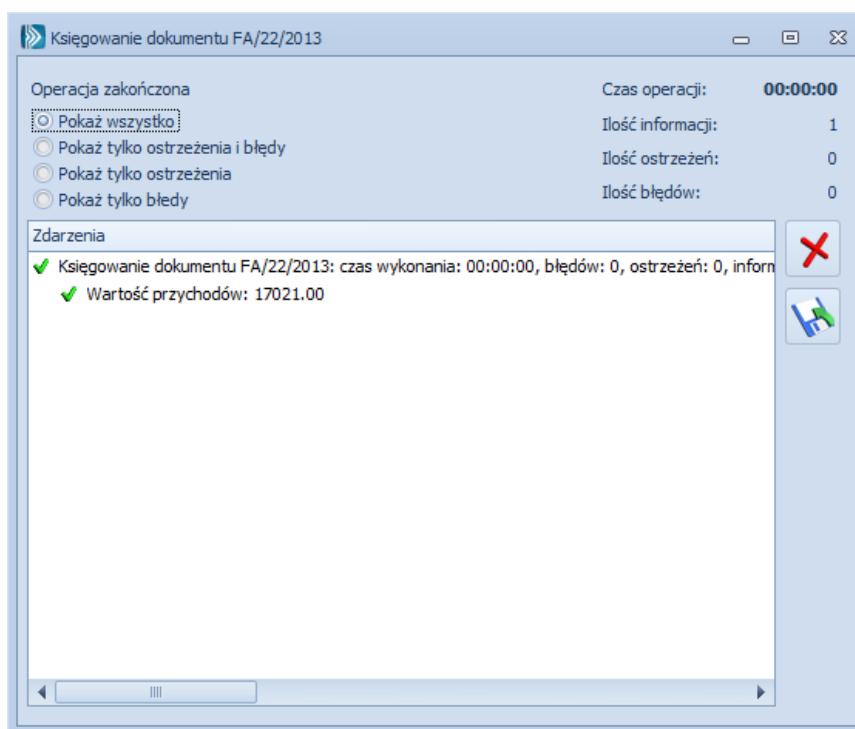 Księgowanie dokumentu FA/22/2013
Operacja zakończona
Czas operacji: 00:00:00
Pokaż wszystko
Ilość informacji: 1
Pokaż tylko ostrzeżenia i błędy
Ilość ostrzeżeń: 0
Pokaż tylko ostrzeżenia
Ilość błędów: 0
Pokaż tylko błedy
Zdarzenia
Księgowanie dokumentu FA/22/2013: czas wykonania: 00:00:00, błędów: 0, ostrzeżeń: 0, inform
Wartość przychodów: 17021.00